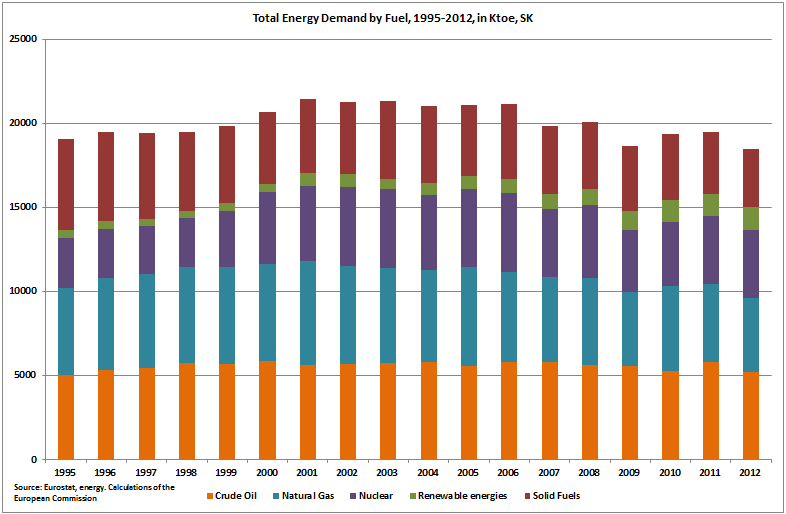 Total Energy Demand by Fuel, 1995-2012, in Ktoe, SK
25000
20000
15000
10000
5000
0
1995 1996 1997 1998 1999 2000 2001 2002 2003 2004 2005 2006 2007 2008 2009 2010 2011 2012
Source: Eurostat, energy. Calculations of the
European Commission
Crude Oil Natural Gas Nuclear Renewable energies Solid Fuels